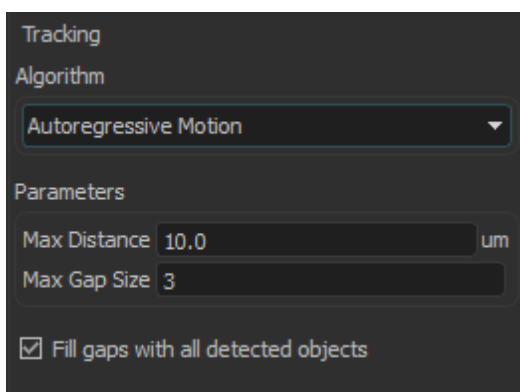 Tracking
Algorithm
Autoregressive Motion
Parameters
Max Distance 10.0 um
Max Gap Size 3
Fill gaps with all detected objects